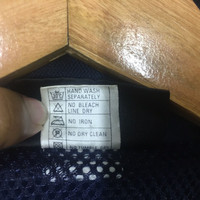 HAND WASH
SEPARATELY
NO BLEACH
LINE DRY
NO IRON
NO DRY CLEAN